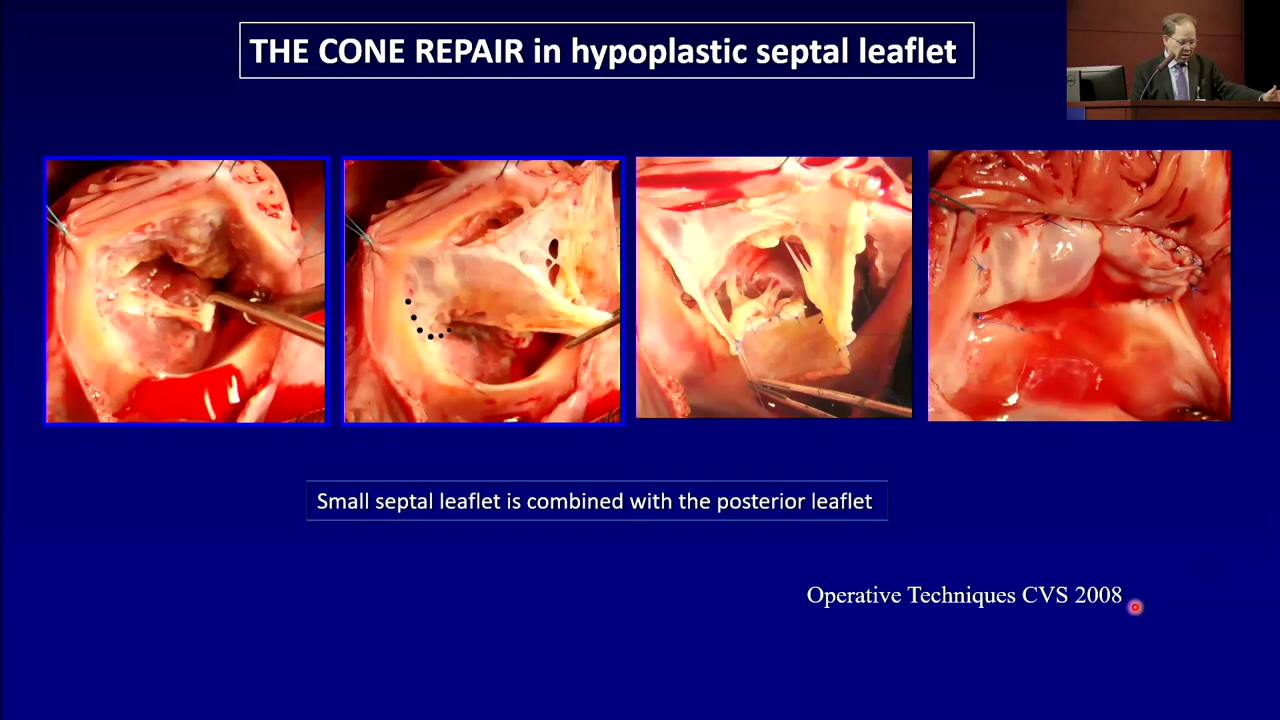 THE CONE REPAIR in hypoplastic septal leaflet
Small septal leaflet is combined with the posterior leaflet
Operative Techniques CVS 2008